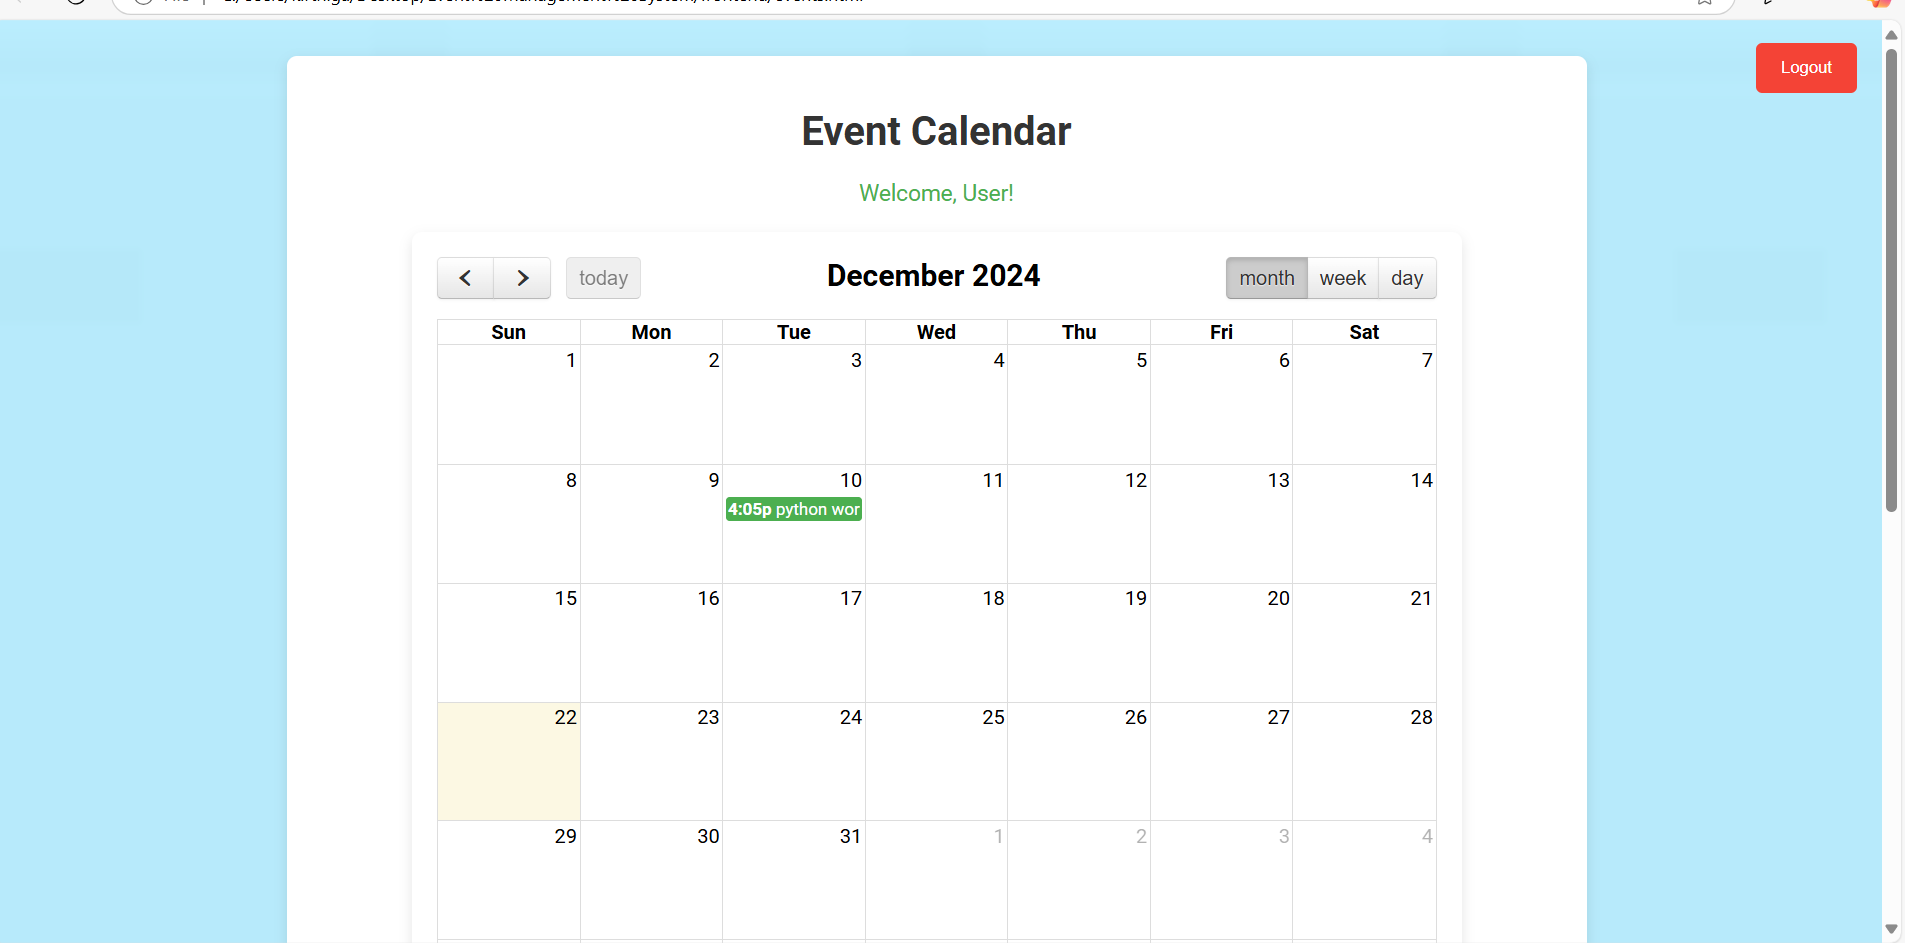 Logout
Event Calendar
Welcome, User!
today
December 2024
month week day
Sun Mon Tue Wed Thu Fri Sat
1 2 3 4 5 6 7
8 9 10 11 12 13 14
4:05p python wor
15 16 17 18 19 20 21
22 23 24 25 26 27 28
29 30 31 1 2 3 4